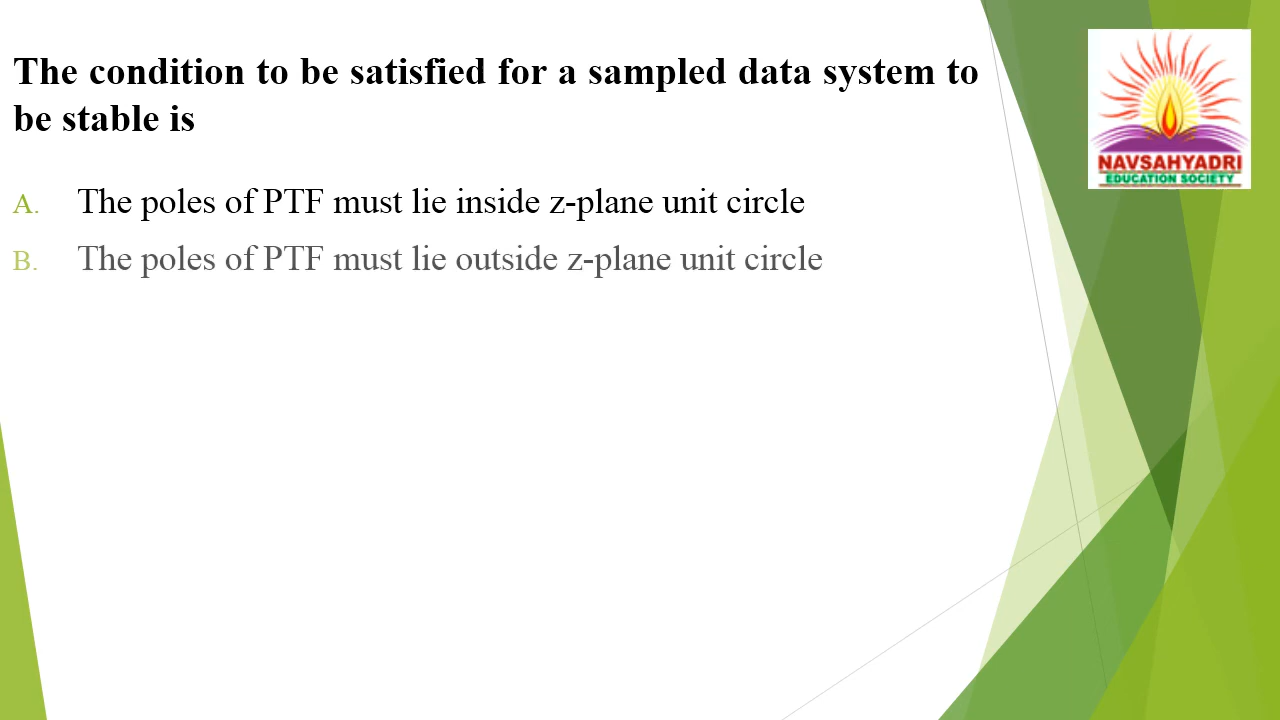 The condition to be satisfied for a sampled data system to
be stable is
A. The poles of PTF must lie inside z-plane unit circle
B. The poles of PTF must lie outside z-plane unit circle
NAVSAHYADRI
EDUCATION SOCIETY